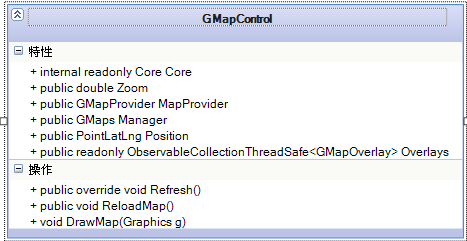 GMapControl
特性
+ internal readonly Core Core
+ public double Zoom
+ public GMapProvider MapProvider
+ public GMaps Manager
+ public PointLatLng Position
+ public readonly ObservableCollectionThreadSafe<GMapOverlay> Overlays
操作
+ public override void Refresh()
+ public void ReloadMap()
+ void DrawMap(Graphics g)